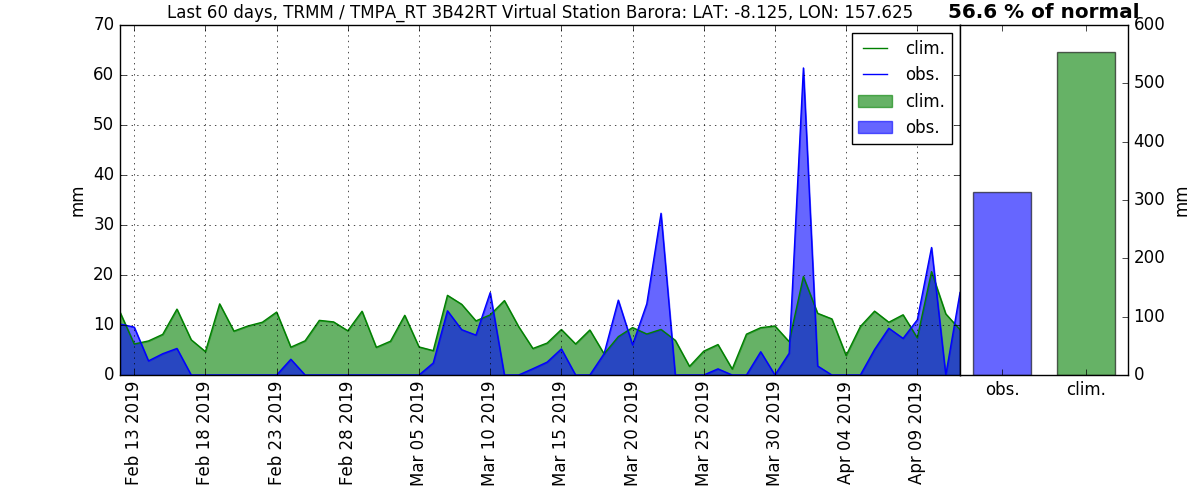 Last 60 days, TRMM / TMPA_RT 3B42RT Virtual Station Barora: LAT: -8.125, LON: 157.625
56.6 % of normal
70
60
50
40
30
20
10
0
mm
clim.
obs.
clim.
obs.
Feb 13 2019
Feb 18 2019
Feb 23 2019
Feb 28 2019
Mar 05 2019
Mar 10 2019
Mar 15 2019
Mar 20 2019
Mar 25 2019
Mar 30 2019
Apr 04 2019
Apr 09 2019
600
500
400
300
200
100
0
mm
obs.
clim.